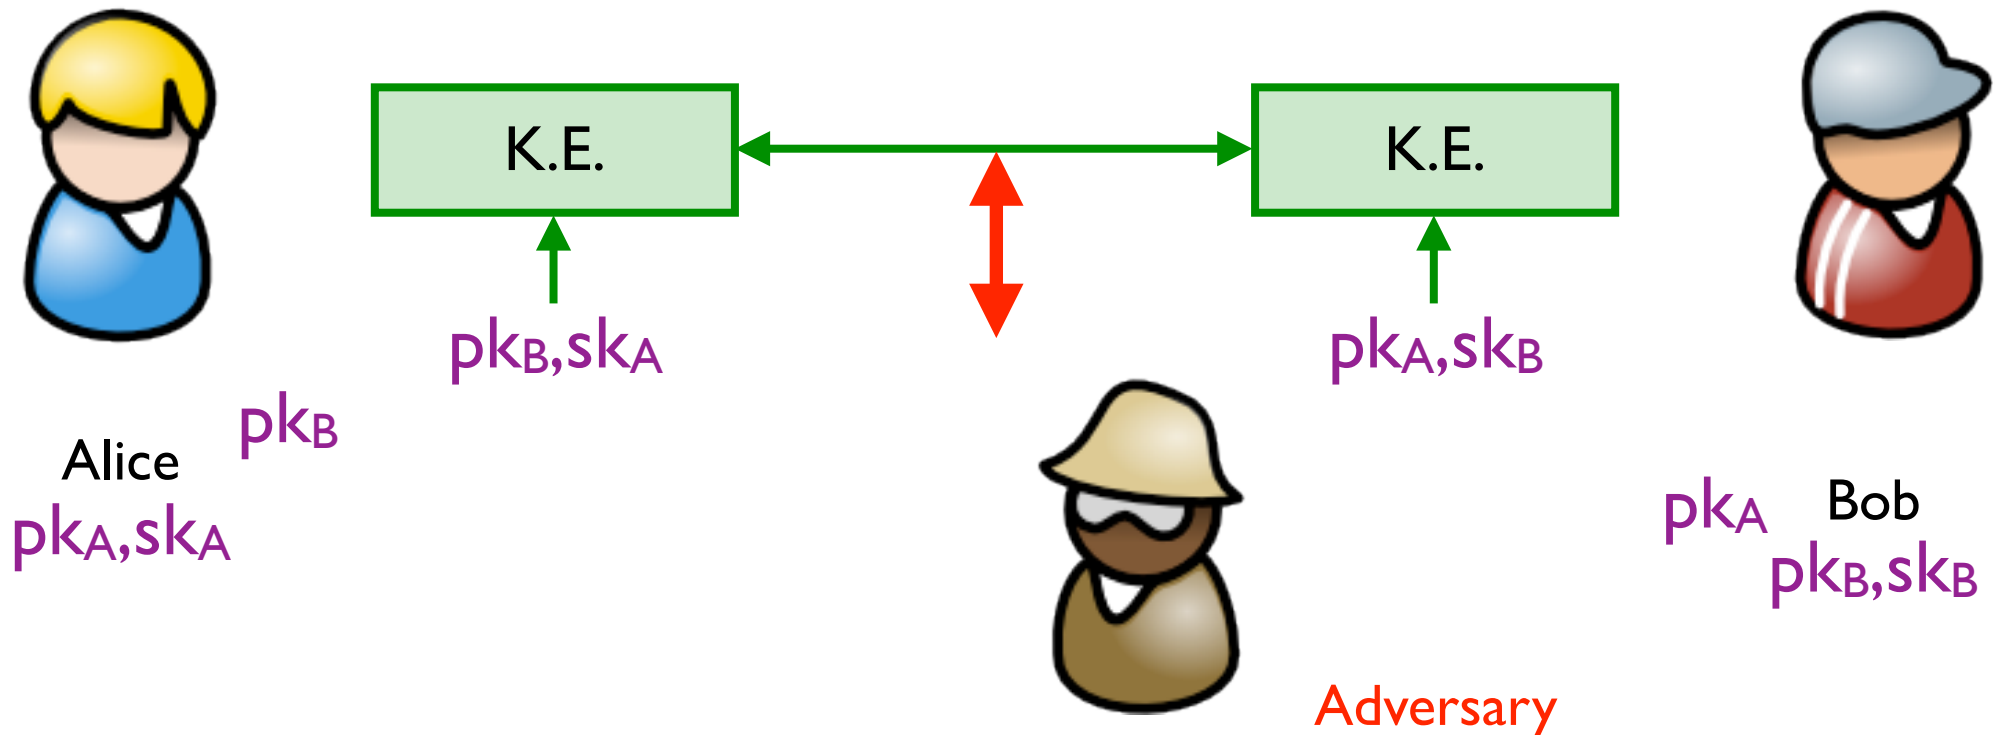 K.E.
K.E.
pkB,skA
pkA,skB
pkB
Alice
pkA,skA
pkA
Bob
pkB,skB
Adversary